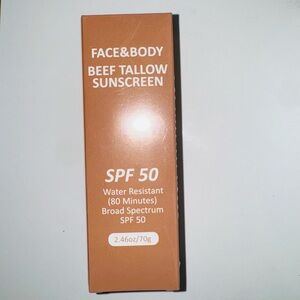 FACE&BODY
BEEF TALLOW
SUNSCREEN
SPF 50
Water Resistant
(80 Minutes)
Broad Spectrum
SPF 50
2.46oz/70g